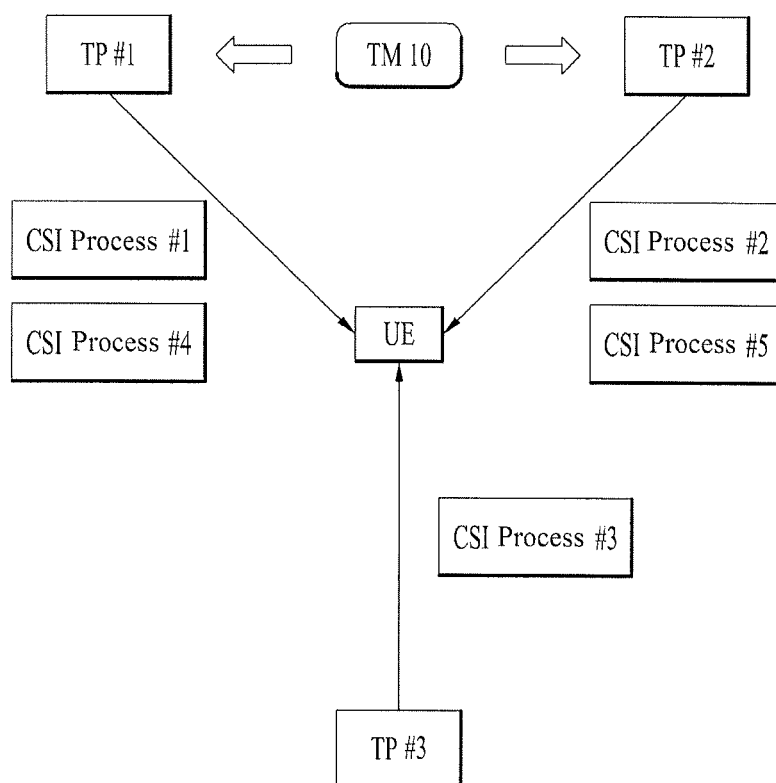 TP #1
TM 10
TP #2
CSI Process #1
CSI Process #2
CSI Process #4
UE
CSI Process #5
CSI Process #3
TP #3